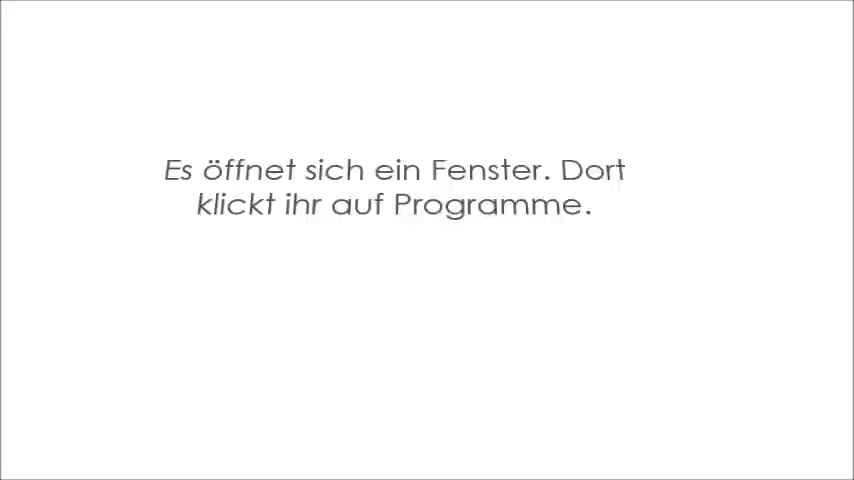 Es öffnet sich ein Fenster. Dort
klickt ihr auf Programme.